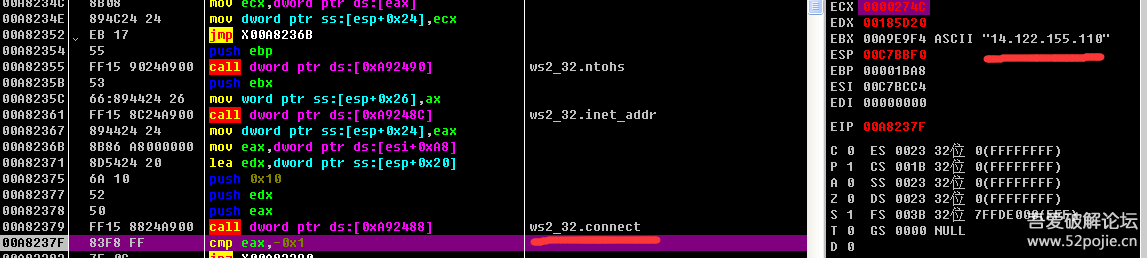 00A8234C 8B08 mov ecx,dword ptr ds:[eax]
00A8234E 894C24 24 mov dword ptr ss:[esp+0x24],ecx
00A82352 EB 17 jmp X00A8236B
00A82354 55 push ebp
00A82355 FF15 9024A900 call dword ptr ds:[0xA92490] ws2_32.ntohs
00A8235B 53 push ebx
00A8235C 66:894424 26 mov word ptr ss:[esp+0x26],ax
00A82361 FF15 8C24A900 call dword ptr ds:[0xA9248C] ws2_32.inet_addr
00A82367 894424 24 mov dword ptr ss:[esp+0x24],eax
00A8236B 8B86 A8000000 mov eax,dword ptr ds:[esi+0xA8]
00A82371 8D5424 20 lea edx,dword ptr ss:[esp+0x20]
00A82375 6A 10 push 0x10
00A82377 52 push edx
00A82378 50 push eax
00A82379 FF15 8824A900 call dword ptr ds:[0xA92488] ws2_32.connect
00A8237F 83F8 FF cmp eax,-0x1
ECX 0000274C
EDX 00185D20
EBX 00A9E9F4 ASCII "14.122.155.110"
ESP 00C7BBF0
EBP 00001BA8
ESI 00C7BCC4
EDI 00000000
EIP 00A8237F
C 0 ES 0023 32位 0(FFFFFFFF)
P 1 CS 001B 32位 0(FFFFFFFF)
A 0 SS 0023 32位 0(FFFFFFFF)
Z 0 DS 0023 32位 0(FFFFFFFF)
S 1 FS 003B 32位 7FFDE000(FFF)
T 0 GS 0000 NULL
D 0
吾爱破解论坛
www.52pojie.cn